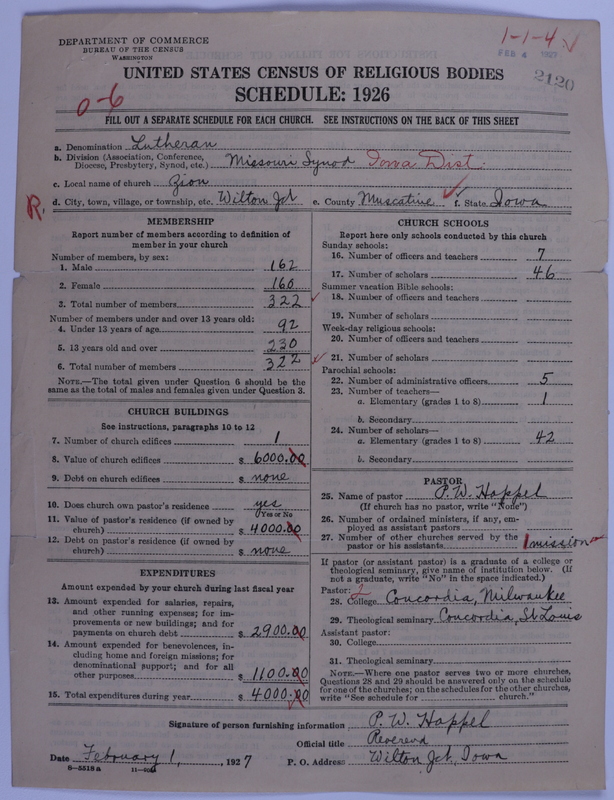 DEPARTMENT OF COMMERCE
BUREAU OF THE CENSUS
WASHINGTON
1-1-4 √
FEB 4 1927
2120
UNITED STATES CENSUS OF RELIGIOUS BODIES
SCHEDULE: 1926
0-6
FILL OUT A SEPARATE SCHEDULE FOR EACH CHURCH. SEE INSTRUCTIONS ON THE BACK OF THIS SHEET
a. Denomination Lutheran
b. Division (Association, Conference, Diocese, Presbytery, Synod, etc.) Missouri Synod Iowa Dist.
c. Local name of church Zion
R. d. City, town, village, or township, etc. Wilton Jct e. County Muscatine f. State Iowa
MEMBERSHIP
Report number of members according to definition of
member in your church
Number of members, by sex:
1. Male 162
2. Female 160
3. Total number of members 322
Number of members under and over 13 years old:
4. Under 13 years of age 92
5. 13 years old and over 230
6. Total number of members 322
NOTE.—The total given under Question 6 should be the
same as the total of males and females given under Question 3.
CHURCH BUILDINGS
See instructions, paragraphs 10 to 12
7. Number of church edifices 1
8. Value of church edifices $ 6000.00
9. Debt on church edifices $ none
10. Does church own pastor's residence yes
(Yes or No
11. Value of pastor's residence (if owned by
church) $ 4000.00
12. Debt on pastor's residence (if owned by
church) $ none
EXPENDITURES
Amount expended by your church during last fiscal year
13. Amount expended for salaries, repairs,
and other running expenses; for im-
provements or new buildings; and for
payments on church debt $ 2900.00
14. Amount expended for benevolences, in-
cluding home and foreign missions; for
denominational support; and for all
other purposes $ 1100.00
15. Total expenditures during year $ 4000.00
CHURCH SCHOOLS
Report here only schools conducted by this church
Sunday schools:
16. Number of officers and teachers 7
17. Number of scholars 46
Summer vacation Bible schools:
18. Number of officers and teachers
19. Number of scholars
Week-day religious schools:
20. Number of officers and teachers
21. Number of scholars
Parochial schools:
22. Number of administrative officers 5
23. Number of teachers—
a. Elementary (grades 1 to 8) 1
b. Secondary
24. Number of scholars—
a. Elementary (grades 1 to 8) 42
b. Secondary
PASTOR
25. Name of pastor P. W. Happel
(If church has no pastor, write "None")
26. Number of ordained ministers, if any, em-
ployed as assistant pastors
27. Number of other churches served by the
pastor or his assistants 1 mission
If pastor (or assistant pastor) is a graduate of a college or
theological seminary, give name of institution below. (If
not a graduate, write "No" in the space indicated.)
Pastor: 2
28. College Concordia, Milwaukee
29. Theological seminary Concordia, St Louis
Assistant pastor:
30. College
31. Theological seminary
NOTE.—Where one pastor serves two or more churches,
Questions 28 and 29 should be answered only on the schedule
for one of the churches; on the schedules for the other churches,
write "See schedule for church."
Signature of person furnishing information P. W. Happel
Official title Reverend
Date February 1, 1927 P. O. Address Wilton Jct, Iowa
6-5518 a